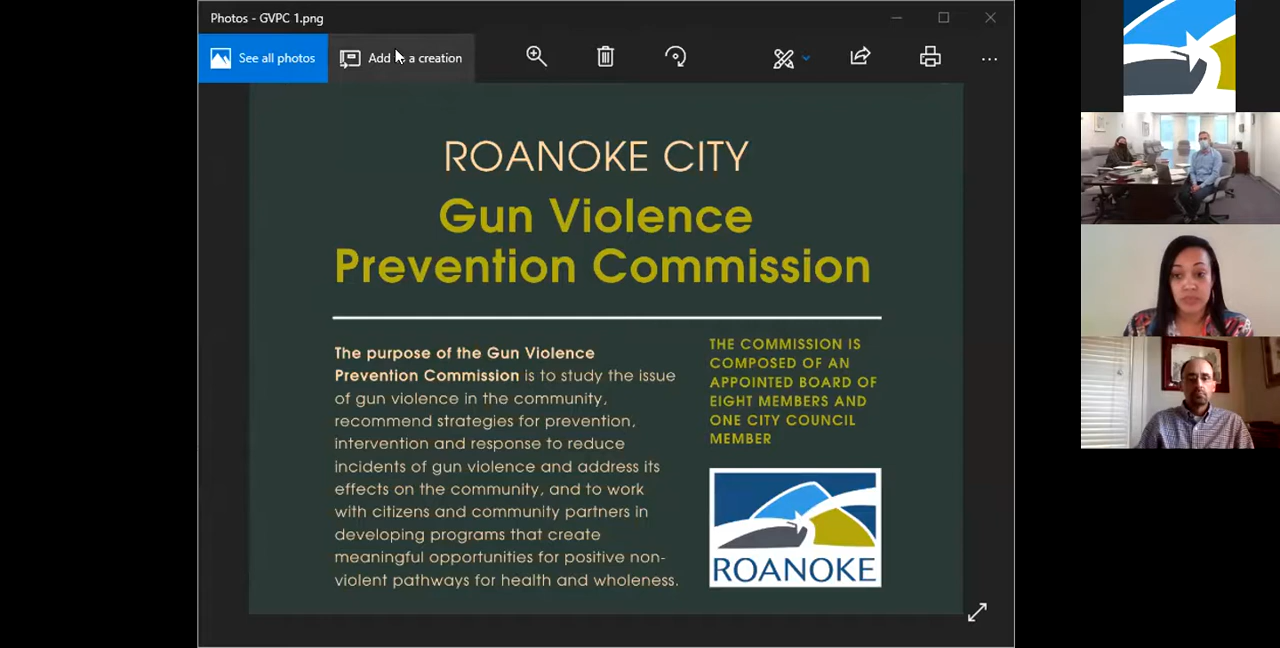 Photos - GVPC 1.png
See all photos
Add a creation
ROANOKE CITY
Gun Violence
Prevention Commission
The purpose of the Gun Violence
Prevention Commission is to study the issue
of gun violence in the community,
recommend strategies for prevention,
intervention and response to reduce
incidents of gun violence and address its
effects on the community, and to work
with citizens and community partners in
developing programs that create
meaningful opportunities for positive non-
violent pathways for health and wholeness.
THE COMMISSION IS
COMPOSED OF AN
APPOINTED BOARD OF
EIGHT MEMBERS AND
ONE CITY COUNCIL
MEMBER
ROANOKE